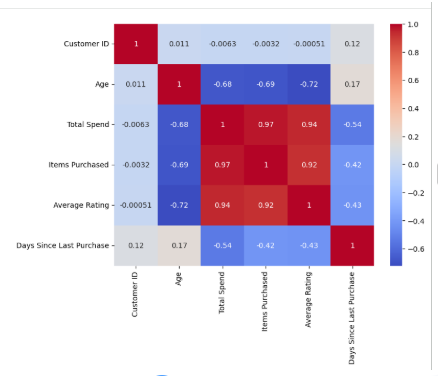 Customer ID 1 0.011 -0.0063 -0.0032 -0.00051 0.12
Age 0.011 1 -0.68 -0.69 -0.72 0.17
Total Spend -0.0063 -0.68 1 0.97 0.94 -0.54
Items Purchased -0.0032 -0.69 0.97 1 0.92 -0.42
Average Rating -0.00051 -0.72 0.94 0.92 1 -0.43
Days Since Last Purchase 0.12 0.17 -0.54 -0.42 -0.43 1
Customer ID
Age
Total Spend
Items Purchased
Average Rating
Days Since Last Purchase
1.0
0.8
0.6
0.4
0.2
0.0
-0.2
-0.4
-0.6